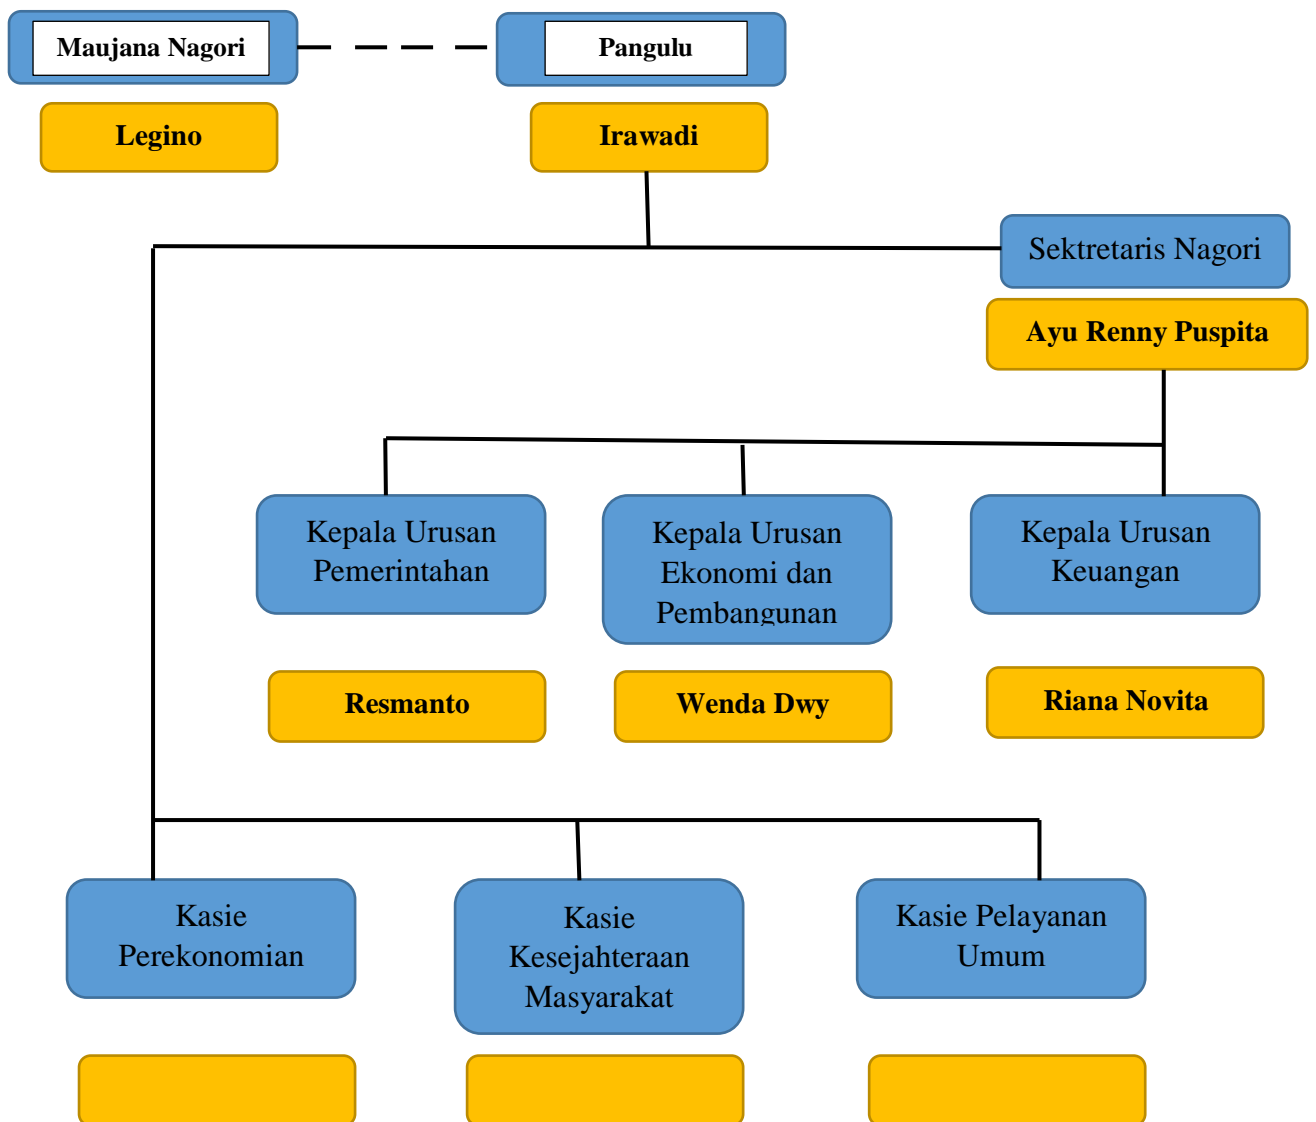 Maujana Nagori
Pangulu
Legino
Irawadi
Sektretaris Nagori
Ayu Renny Puspita
Kepala Urusan
Pemerintahan
Kepala Urusan
Ekonomi dan
Pembangunan
Kepala Urusan
Keuangan
Resmanto
Wenda Dwy
Riana Novita
Kasie
Perekonomian
Kasie
Kesejahteraan
Masyarakat
Kasie Pelayanan
Umum